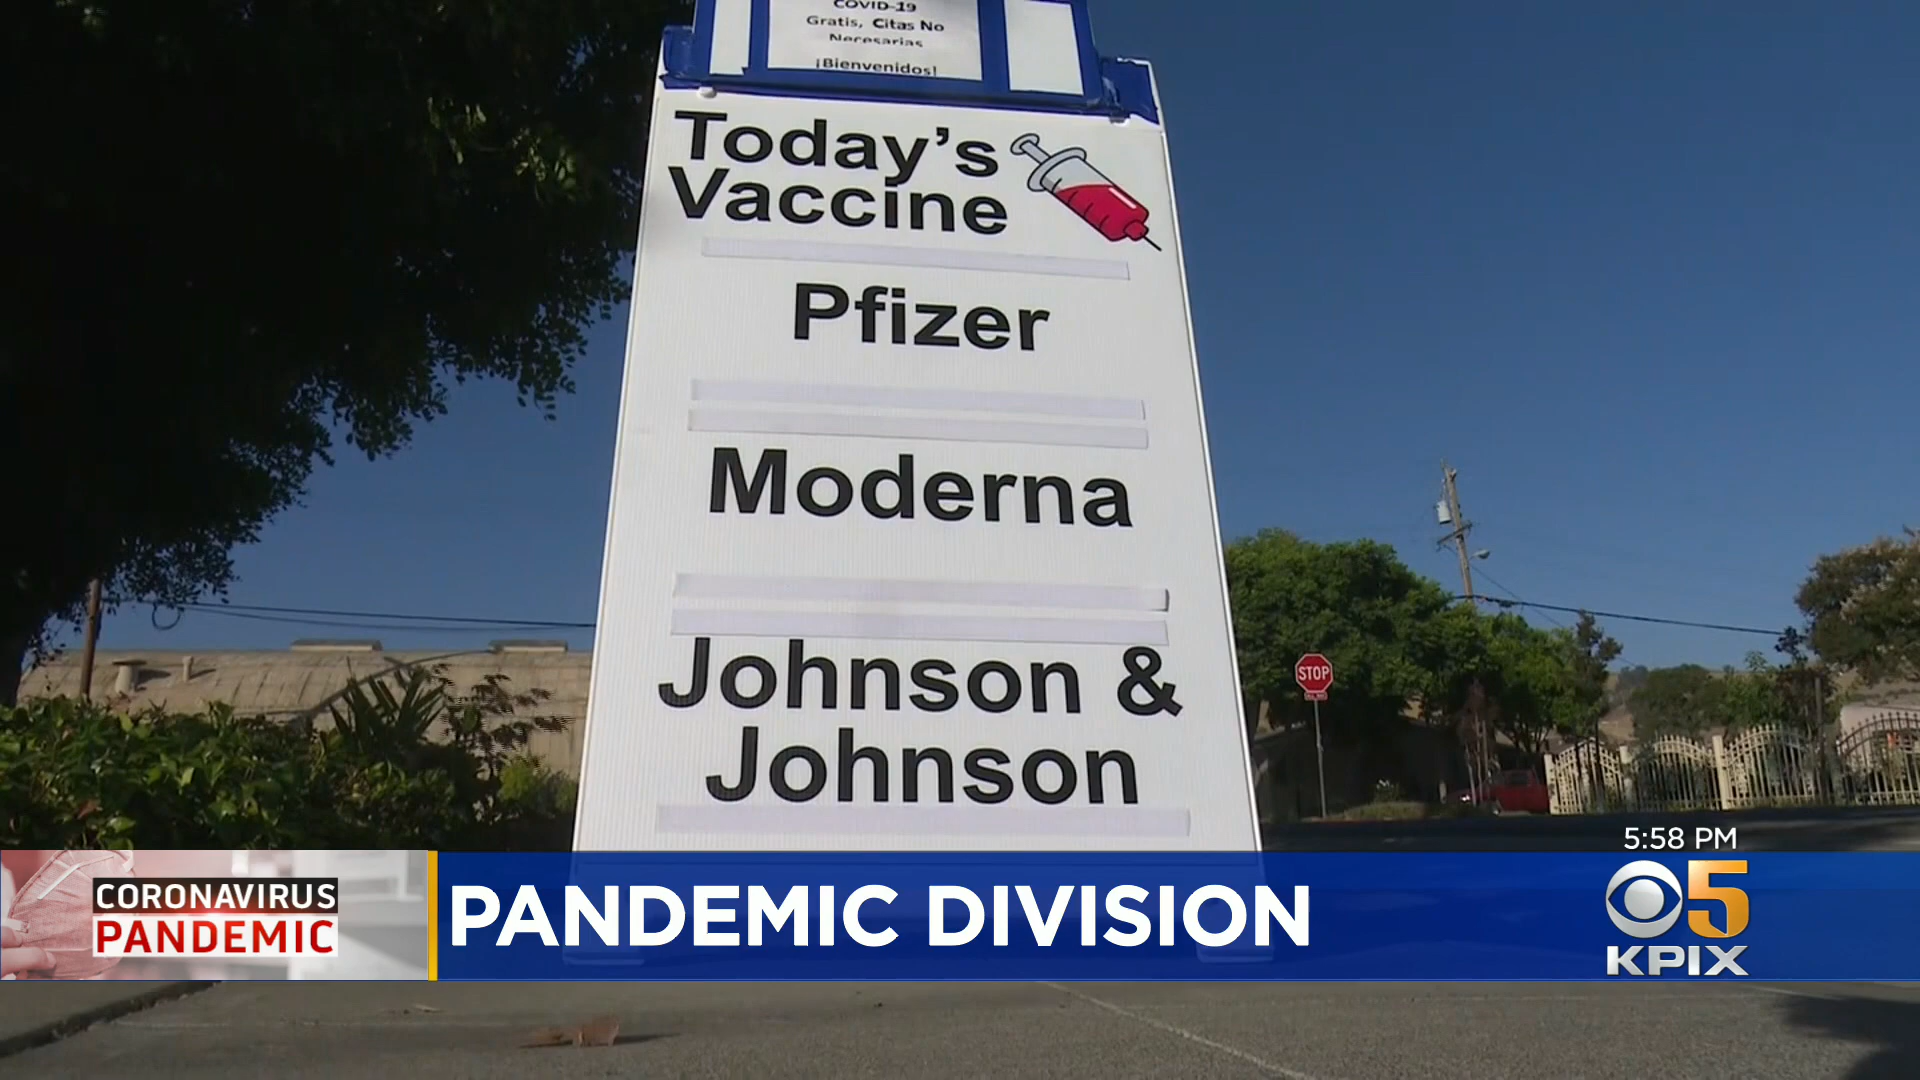 COVID-19
Gratis, Citas No
Necesarias
¡Bienvenidos!
Today's
Vaccine
Pfizer
Moderna
Johnson &
Johnson
STOP
5:58 PM
CORONAVIRUS
PANDEMIC
PANDEMIC DIVISION
5
KPIX